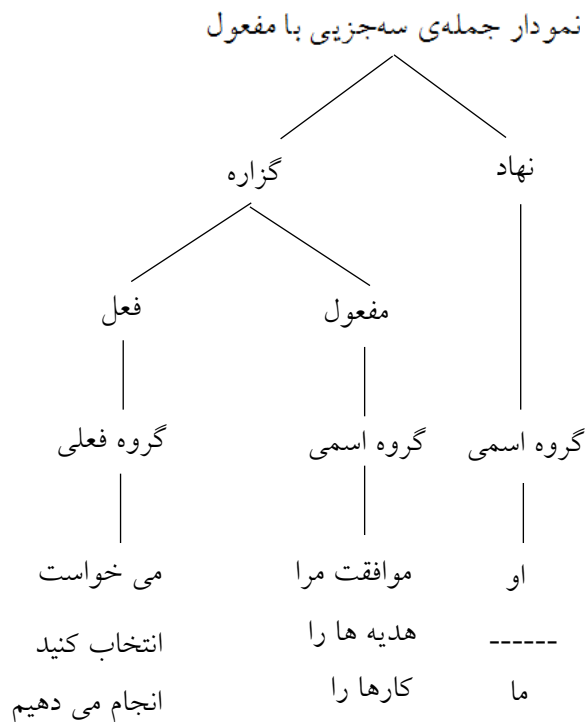 نمودار جمله‌ی سه‌جزیی با مفعول
نهاد گزاره
مفعول فعل
گروه اسمی گروه اسمی گروه فعلی
او موافقت مرا می خواست
------ هدیه ها را انتخاب کنید
ما کارها را انجام می دهیم